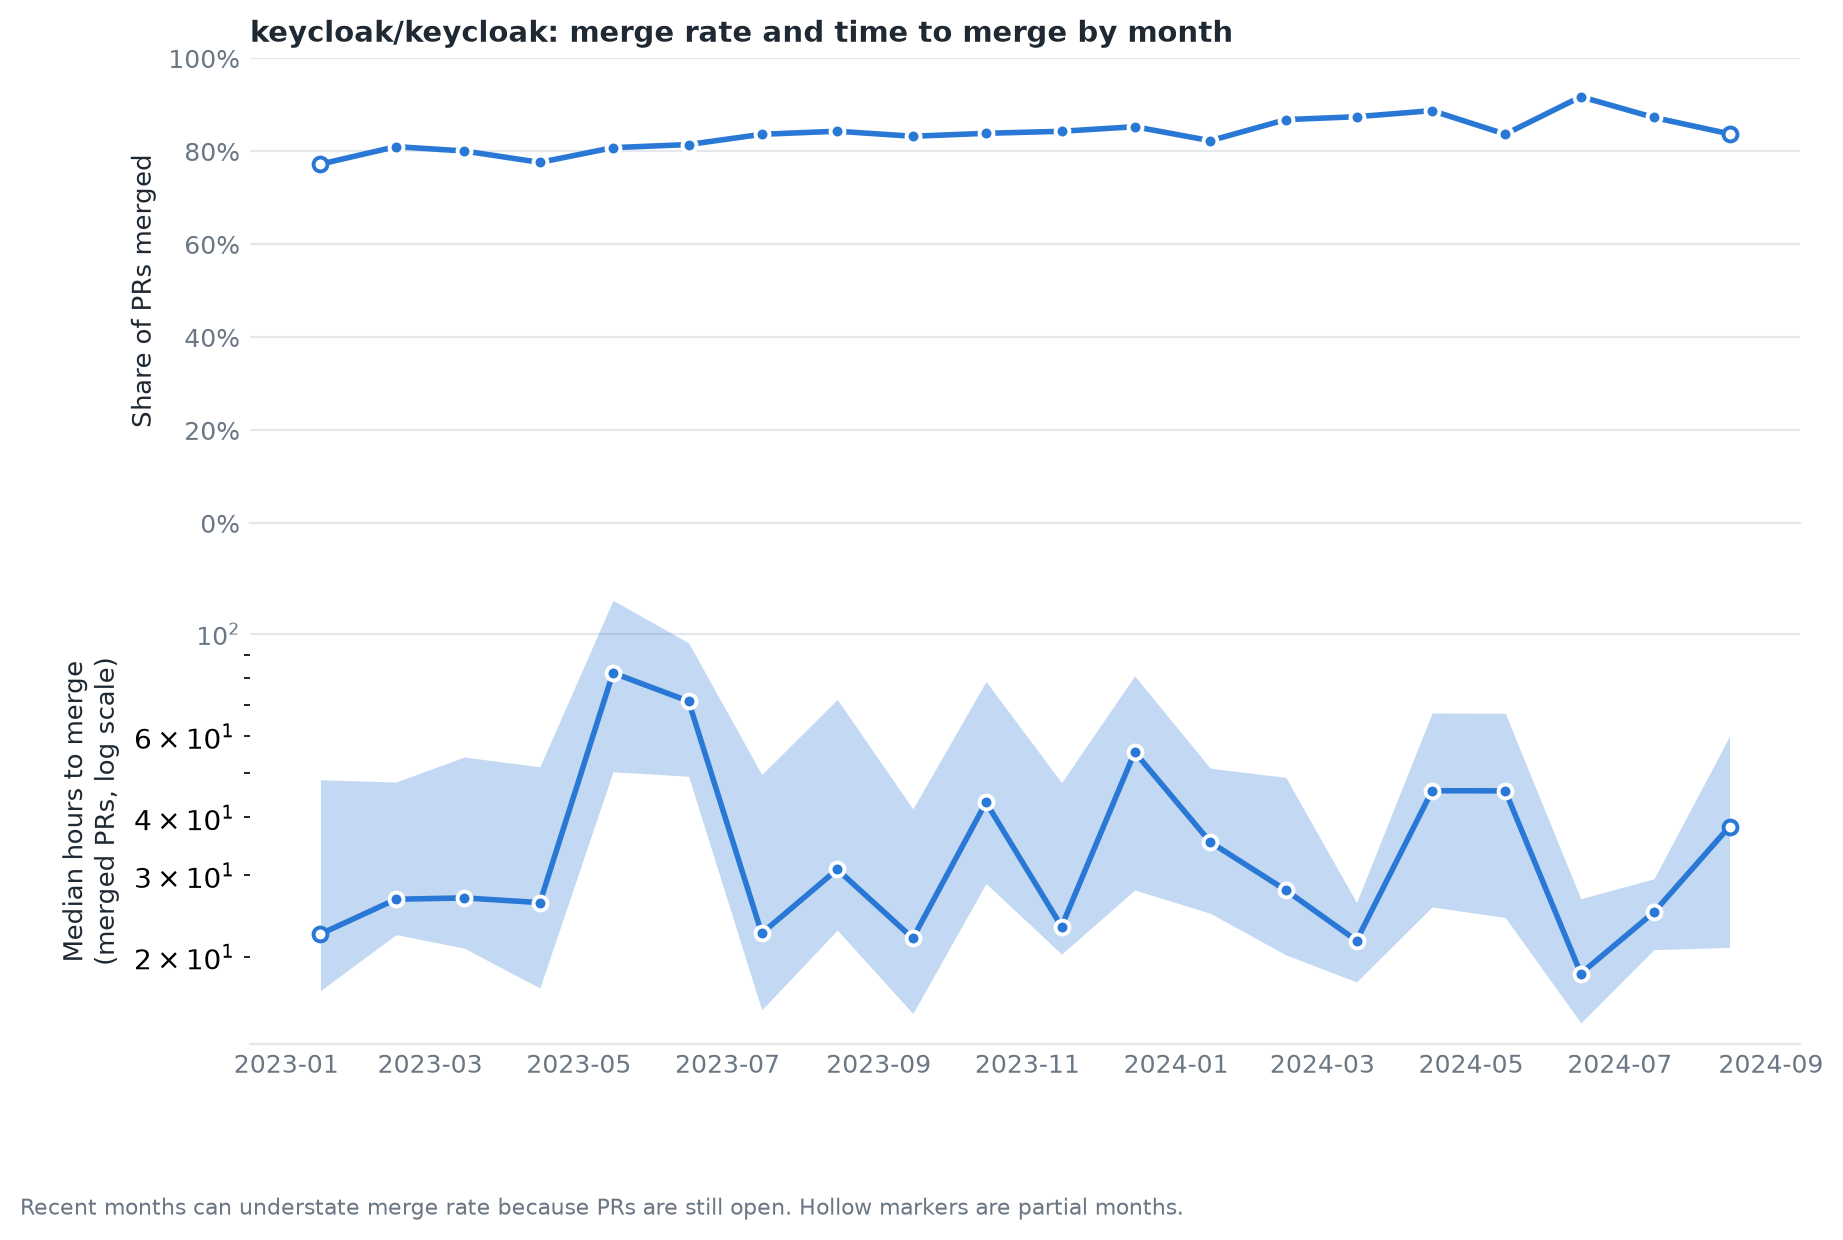 keycloak/keycloak: merge rate and time to merge by month
100%
80%
60%
40%
20%
0%
Share of PRs merged
10²
6 × 10¹
4 × 10¹
3 × 10¹
2 × 10¹
Median hours to merge
(merged PRs, log scale)
2023-01 2023-03 2023-05 2023-07 2023-09 2023-11 2024-01 2024-03 2024-05 2024-07 2024-09
Recent months can understate merge rate because PRs are still open. Hollow markers are partial months.